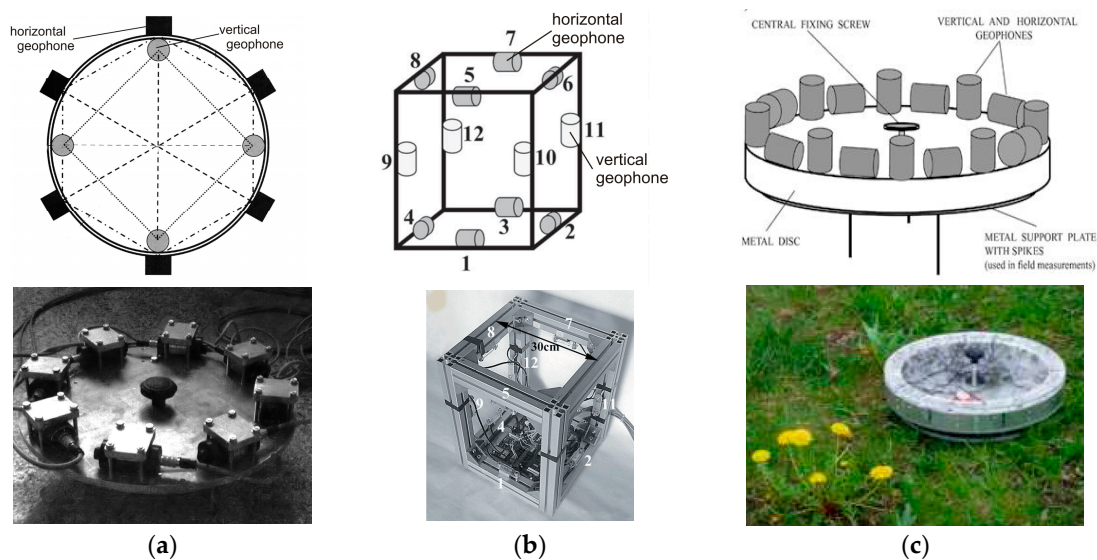 horizontal
geophone
vertical
geophone
horizontal
geophone
7
8
5
6
12
11
9
10
vertical
geophone
4
3
2
1
CENTRAL FIXING SCREW
VERTICAL AND HORIZONTAL
GEOPHONES
METAL DISC
METAL SUPPORT PLATE
WITH SPIKES
(used in field measurements)
7
8
30cm
12
5
9
11
4
2
1
(a)
(b)
(c)